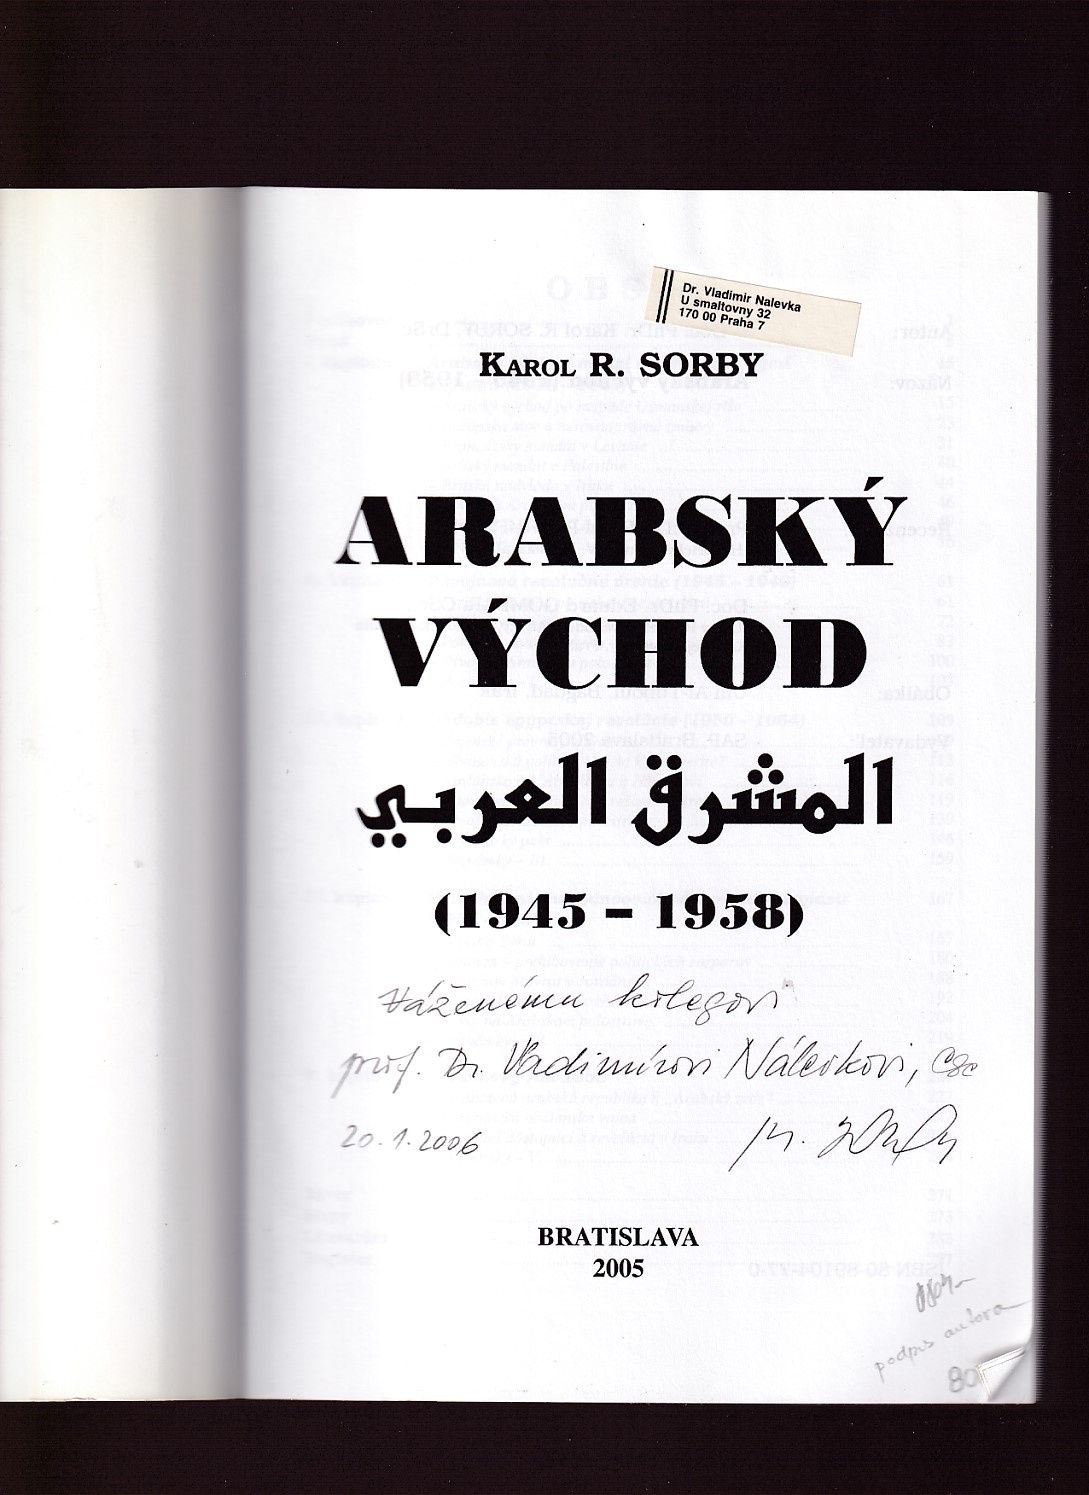 Dr. Vladimir Nalevka
U smaltovny 32
170 00 Praha 7
KAROL R. SORBY
ARABSKÝ
VÝCHOD
المشرق العربي
(1945 – 1958)
Váženému kolegovi
prof. Dr. Vladimírovi Nálevkovi, CSc
20.1.2006
BRATISLAVA
2005
podpis autora
80